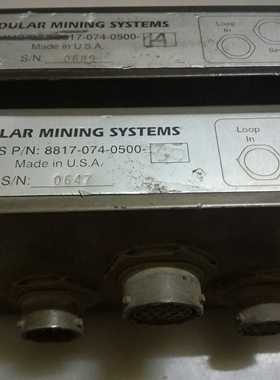 DULAR MINING SYSTEMS
8817-074-0500- 14
Made in U.S.A.
S/N
Loop
In
ULAR MINING SYSTEMS
S P/N: 8817-074-0500-
Made in U.S.A.
S/N: 0647
Loop
In